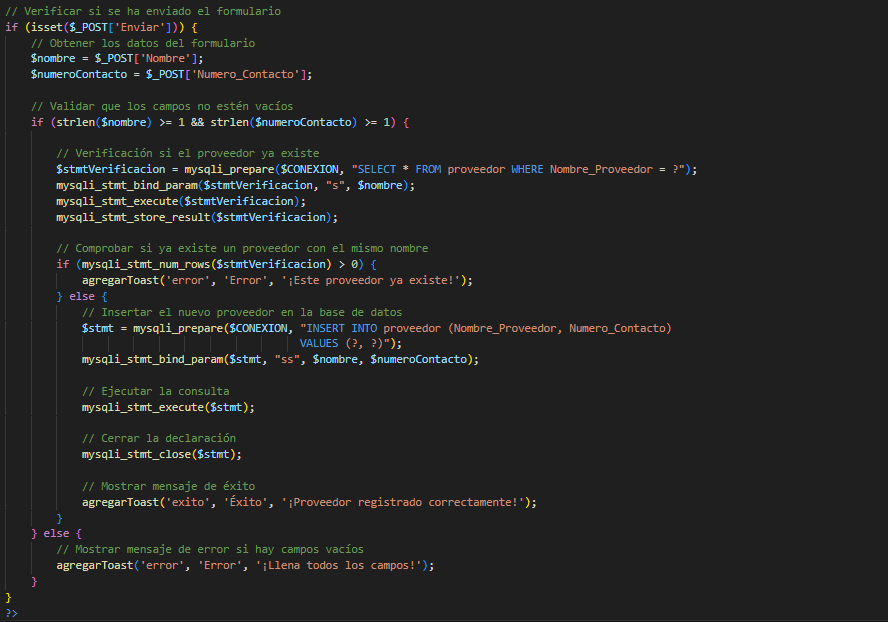 // Verificar si se ha enviado el formulario
if (isset($_POST['Enviar'])) {
// Obtener los datos del formulario
$nombre = $_POST['Nombre'];
$numeroContacto = $_POST['Numero_Contacto'];
// Validar que los campos no estén vacíos
if (strlen($nombre) >= 1 && strlen($numeroContacto) >= 1) {
// Verificación si el proveedor ya existe
$stmtVerificacion = mysqli_prepare($CONEXION, "SELECT * FROM proveedor WHERE Nombre_Proveedor = ?");
mysqli_stmt_bind_param($stmtVerificacion, "s", $nombre);
mysqli_stmt_execute($stmtVerificacion);
mysqli_stmt_store_result($stmtVerificacion);
// Comprobar si ya existe un proveedor con el mismo nombre
if (mysqli_stmt_num_rows($stmtVerificacion) > 0) {
agregarToast('error', 'Error', '¡Este proveedor ya existe!');
} else {
// Insertar el nuevo proveedor en la base de datos
$stmt = mysqli_prepare($CONEXION, "INSERT INTO proveedor (Nombre_Proveedor, Numero_Contacto)
VALUES (?, ?)");
mysqli_stmt_bind_param($stmt, "ss", $nombre, $numeroContacto);
// Ejecutar la consulta
mysqli_stmt_execute($stmt);
// Cerrar la declaración
mysqli_stmt_close($stmt);
// Mostrar mensaje de éxito
agregarToast('exito', 'Éxito', '¡Proveedor registrado correctamente!');
}
} else {
// Mostrar mensaje de error si hay campos vacíos
agregarToast('error', 'Error', '¡Llena todos los campos!');
}
}
?>